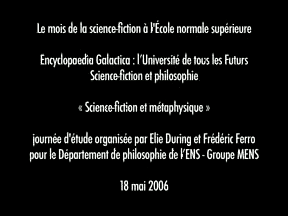 Le mois de la science-fiction à l'École normale supérieure
Encyclopaedia Galactica : l'Université de tous les Futurs
Science-fiction et philosophie
« Science-fiction et métaphysique »
journée d'étude organisée par Elie During et Frédéric Ferro
pour le Département de philosophie de l'ENS - Groupe MENS
18 mai 2006